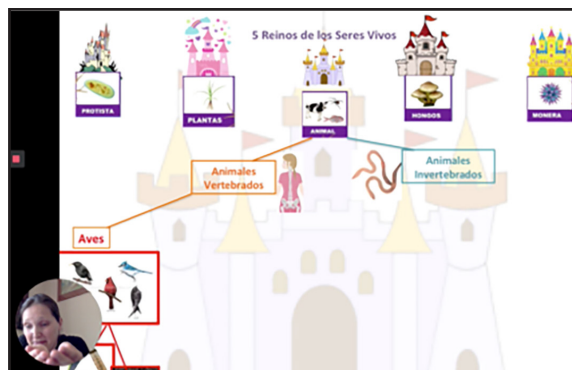 5 Reinos de los Seres Vivos
PROTISTA
PLANTAS
ANIMAL
HONGOS
MONERA
Animales
Vertebrados
Animales
Invertebrados
Aves